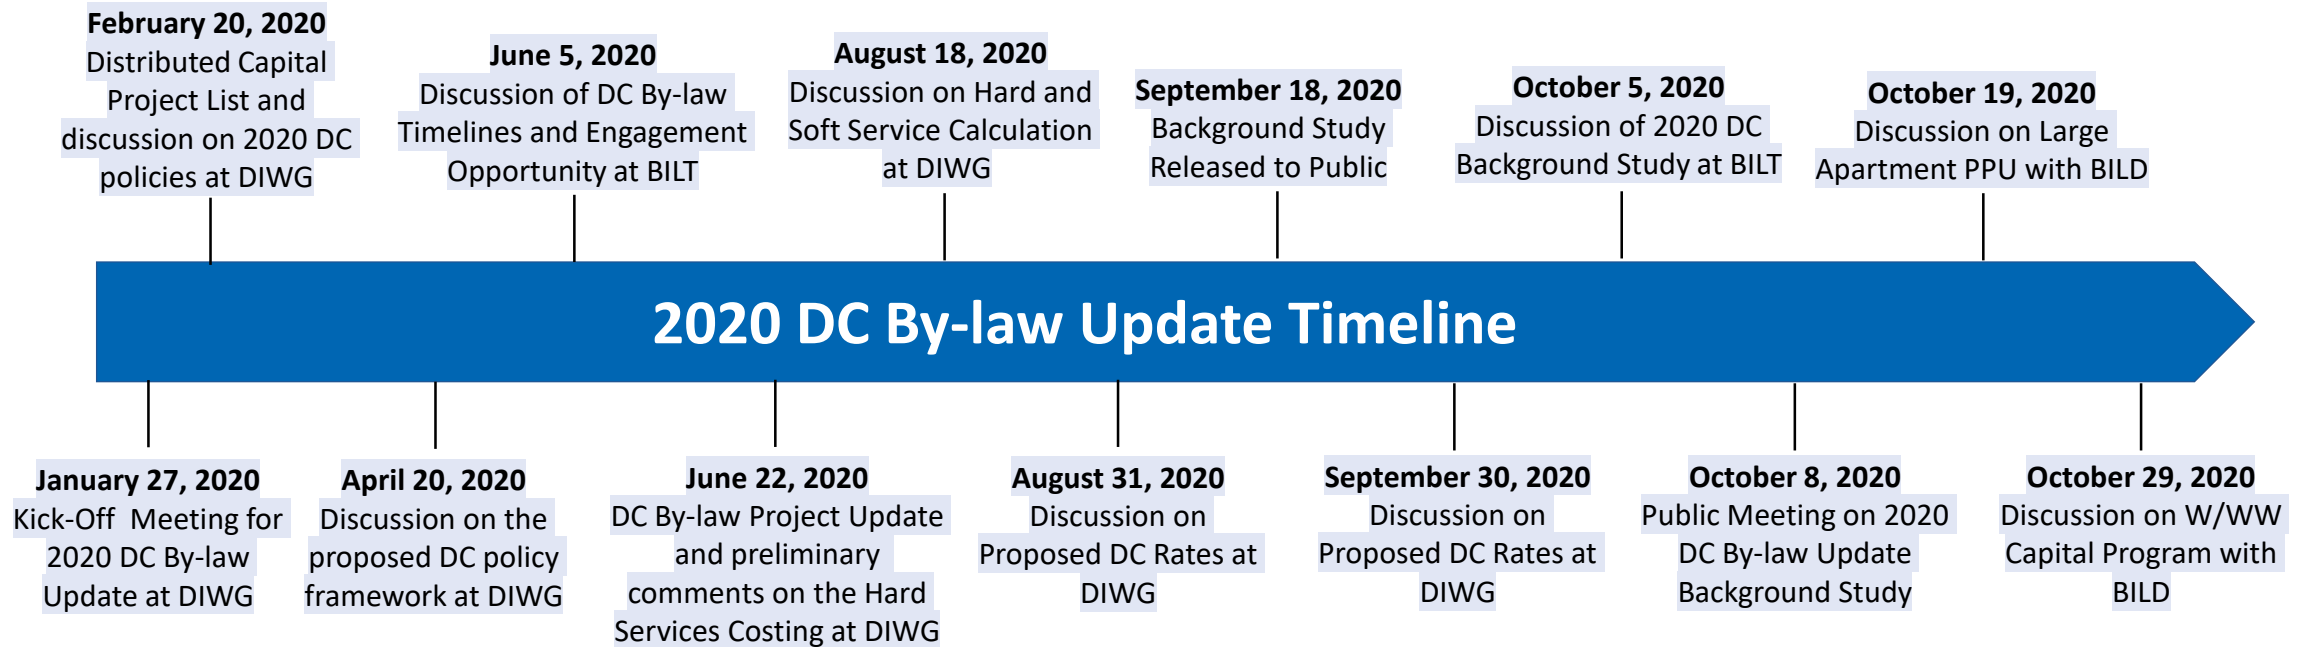 February 20, 2020
Distributed Capital
Project List and
discussion on 2020 DC
policies at DIWG
June 5, 2020
Discussion of DC By-law
Timelines and Engagement
Opportunity at BILT
August 18, 2020
Discussion on Hard and
Soft Service Calculation
at DIWG
September 18, 2020
Background Study
Released to Public
October 5, 2020
Discussion of 2020 DC
Background Study at BILT
October 19, 2020
Discussion on Large
Apartment PPU with BILD
2020 DC By-law Update Timeline
January 27, 2020
Kick-Off  Meeting for
2020 DC By-law
Update at DIWG
April 20, 2020
Discussion on the
proposed DC policy
framework at DIWG
June 22, 2020
DC By-law Project Update
and preliminary
comments on the Hard
Services Costing at DIWG
August 31, 2020
Discussion on
Proposed DC Rates at
DIWG
September 30, 2020
Discussion on
Proposed DC Rates at
DIWG
October 8, 2020
Public Meeting on 2020
DC By-law Update
Background Study
October 29, 2020
Discussion on W/WW
Capital Program with
BILD